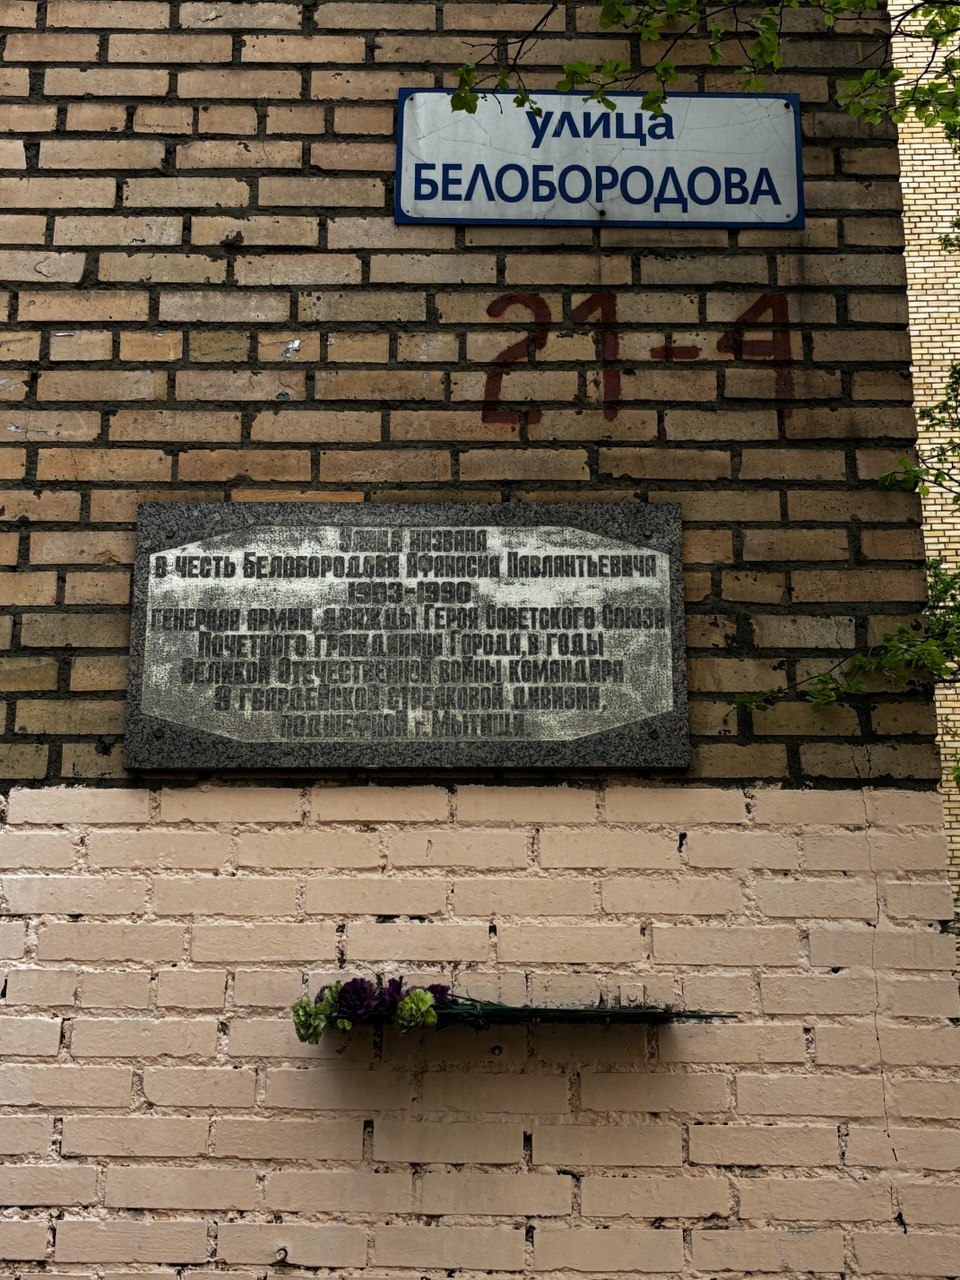 улица
БЕЛОБОРОДОВА
21-4
Улица названа
в честь Белобородова Афанасия Павлантьевича
1903-1990
генерала армии, дважды Героя Советского Союза
Почетного гражданина города, в годы
Великой Отечественной войны командира
9 гвардейской стрелковой дивизии,
подшефной г. Мытищи